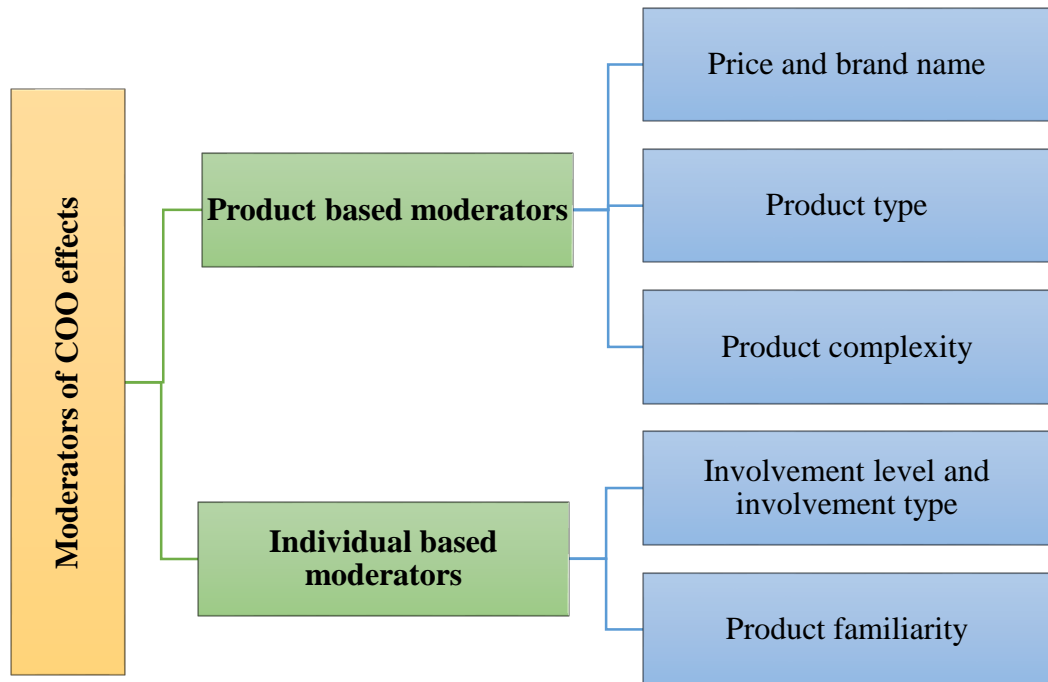 Moderators of COO effects
Product based moderators
Price and brand name
Product type
Product complexity
Individual based
moderators
Involvement level and
involvement type
Product familiarity